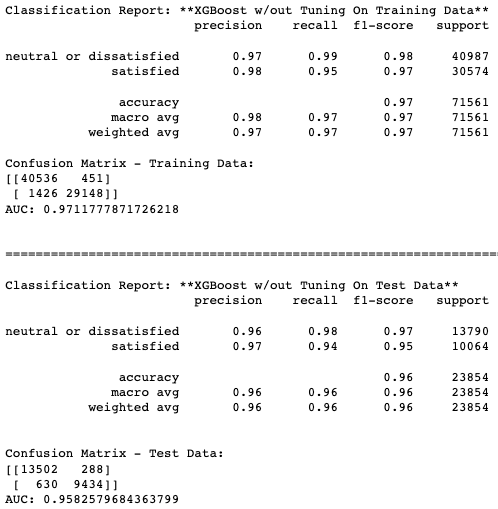 Classification Report: **XGBoost w/out Tuning On Training Data**
precision recall f1-score support
neutral or dissatisfied 0.97 0.99 0.98 40987
satisfied 0.98 0.95 0.97 30574
accuracy 0.97 71561
macro avg 0.98 0.97 0.97 71561
weighted avg 0.97 0.97 0.97 71561
Confusion Matrix - Training Data:
[[40536 451]
[ 1426 29148]]
AUC: 0.9711777871726218
==================================================================
Classification Report: **XGBoost w/out Tuning On Test Data**
precision recall f1-score support
neutral or dissatisfied 0.96 0.98 0.97 13790
satisfied 0.97 0.94 0.95 10064
accuracy 0.96 23854
macro avg 0.96 0.96 0.96 23854
weighted avg 0.96 0.96 0.96 23854
Confusion Matrix - Test Data:
[[13502 288]
[ 630 9434]]
AUC: 0.9582579684363799